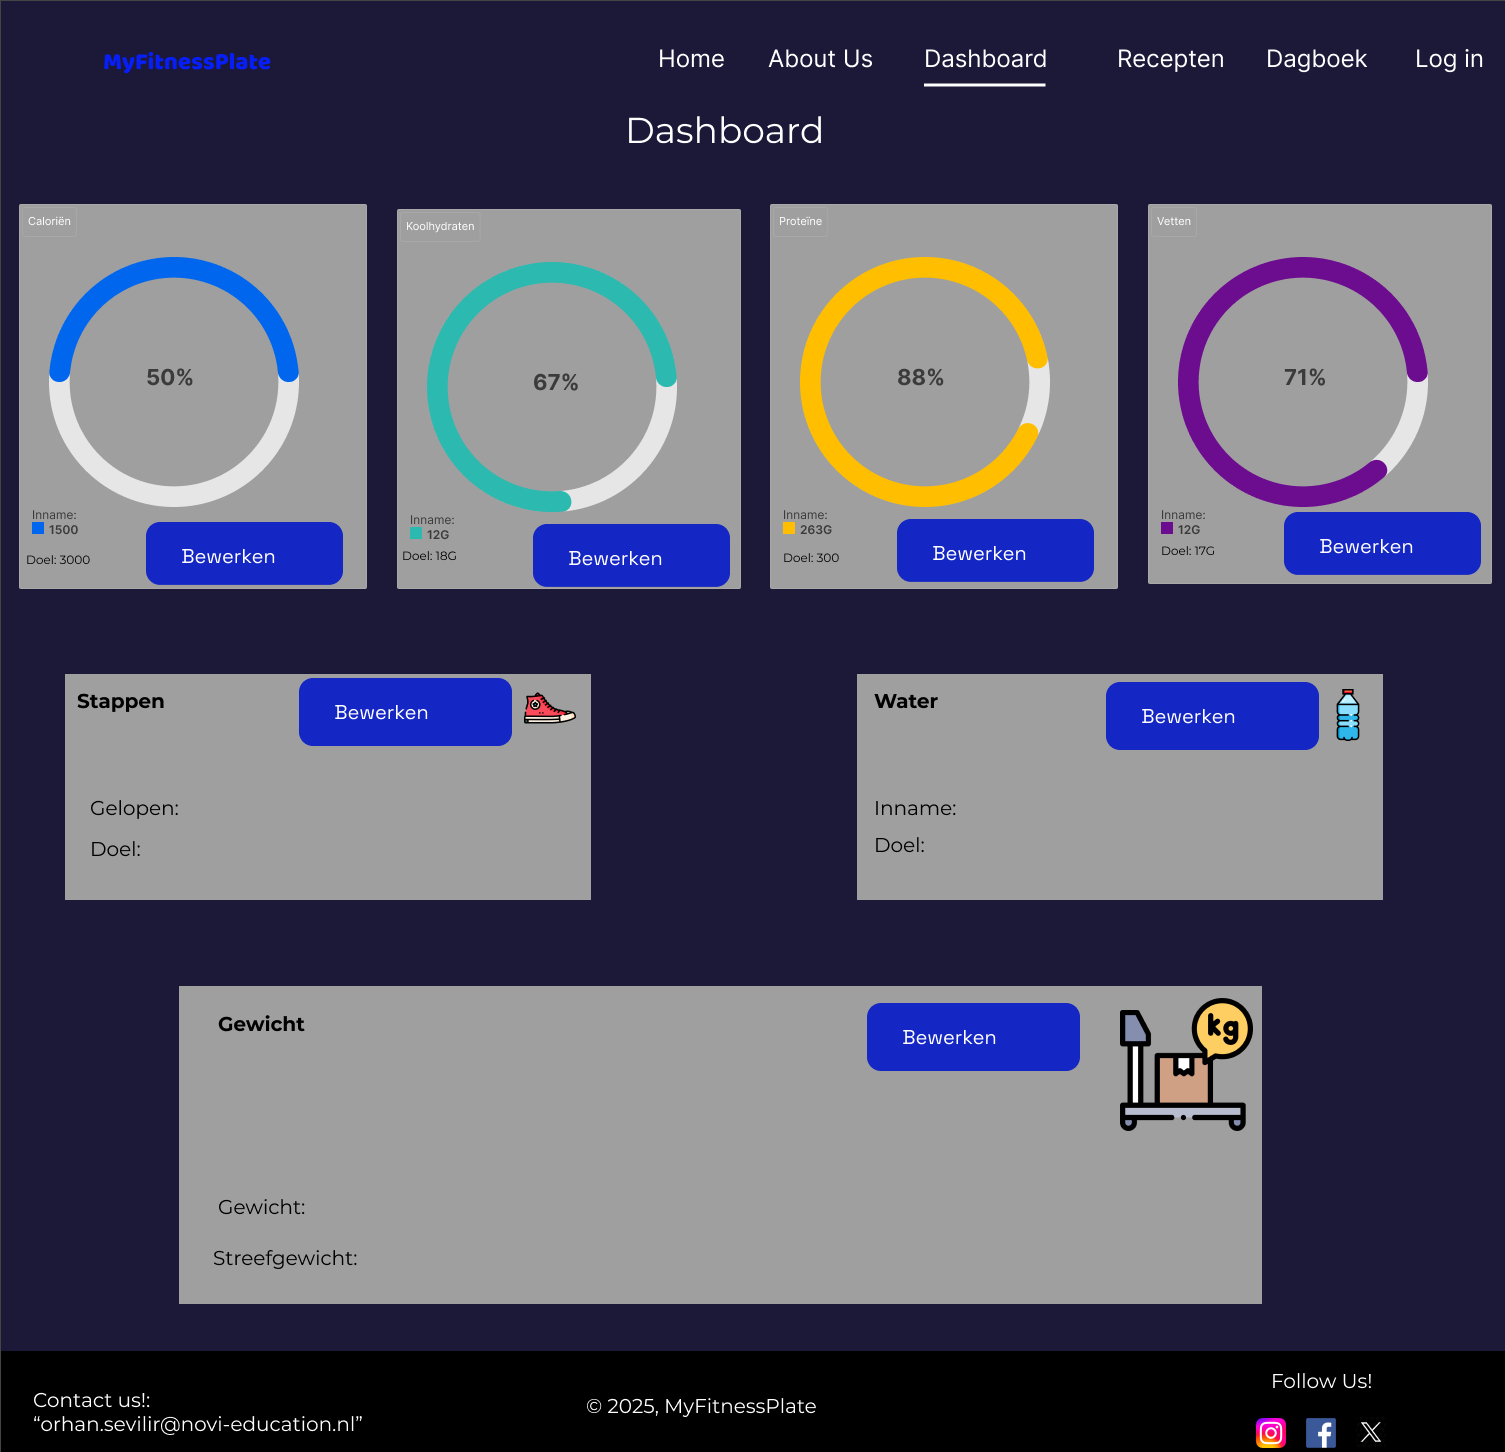 MyFitnessPlate
Home About Us Dashboard Recepten Dagboek Log in
Dashboard
Caloriën
50%
Inname:
1500
Doel: 3000
Bewerken
Koolhydraten
67%
Inname:
12G
Doel: 18G
Bewerken
Proteïne
88%
Inname:
263G
Doel: 300
Bewerken
Vetten
71%
Inname:
12G
Doel: 17G
Bewerken
Stappen
Bewerken
Gelopen:
Doel:
Water
Bewerken
Inname:
Doel:
Gewicht
Bewerken
kg
Gewicht:
Streefgewicht:
Contact us!:
“orhan.sevilir@novi-education.nl”
© 2025, MyFitnessPlate
Follow Us!